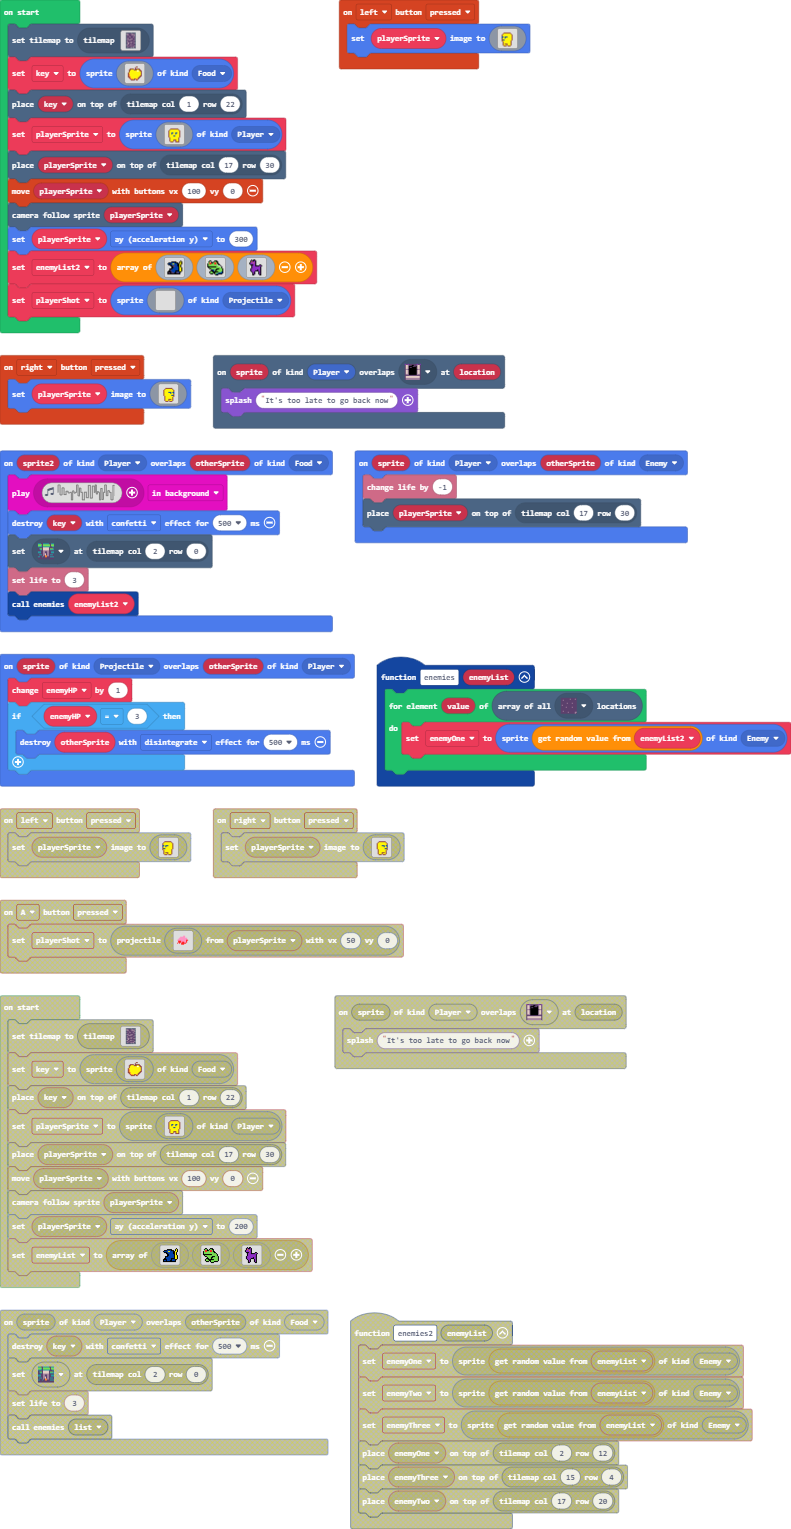 on start
set tilemap to tilemap
set key to sprite of kind Food
place key on top of tilemap col 1 row 22
set playerSprite to sprite of kind Player
place playerSprite on top of tilemap col 17 row 30
move playerSprite with buttons vx 100 vy 0
camera follow sprite playerSprite
set playerSprite ay (acceleration y) to 300
set enemyList2 to array of
set playerShot to sprite of kind Projectile
on left button pressed
set playerSprite image to
on right button pressed
set playerSprite image to
on sprite of kind Player overlaps at location
splash "It's too late to go back now"
on sprite2 of kind Player overlaps otherSprite of kind Food
play in background
destroy key with confetti effect for 500 ms
set at tilemap col 2 row 0
set life to 3
call enemies enemyList2
on sprite of kind Player overlaps otherSprite of kind Enemy
change life by -1
place playerSprite on top of tilemap col 17 row 30
on sprite of kind Projectile overlaps otherSprite of kind Player
change enemyHP by 1
if enemyHP = 3 then
destroy otherSprite with disintegrate effect for 500 ms
function enemies enemyList
for element value of array of all locations
do
set enemyOne to sprite get random value from enemyList2 of kind Enemy
on left button pressed
set playerSprite image to
on right button pressed
set playerSprite image to
on A button pressed
set playerShot to projectile from playerSprite with vx 50 vy 0
on start
set tilemap to tilemap
set key to sprite of kind Food
place key on top of tilemap col 1 row 22
set playerSprite to sprite of kind Player
place playerSprite on top of tilemap col 17 row 30
move playerSprite with buttons vx 100 vy 0
camera follow sprite playerSprite
set playerSprite ay (acceleration y) to 200
set enemyList to array of
on sprite of kind Player overlaps at location
splash "It's too late to go back now"
on sprite of kind Player overlaps otherSprite of kind Food
destroy key with confetti effect for 500 ms
set at tilemap col 2 row 0
set life to 3
call enemies list
function enemies2 enemyList
set enemyOne to sprite get random value from enemyList of kind Enemy
set enemyTwo to sprite get random value from enemyList of kind Enemy
set enemyThree to sprite get random value from enemyList of kind Enemy
place enemyOne on top of tilemap col 2 row 12
place enemyThree on top of tilemap col 15 row 4
place enemyTwo on top of tilemap col 17 row 20